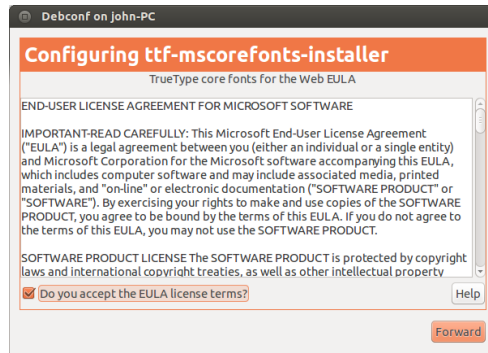 Debconf on john-PC
Configuring ttf-mscorefonts-installer
TrueType core fonts for the Web EULA
END-USER LICENSE AGREEMENT FOR MICROSOFT SOFTWARE
IMPORTANT-READ CAREFULLY: This Microsoft End-User License Agreement
("EULA") is a legal agreement between you (either an individual or a single entity)
and Microsoft Corporation for the Microsoft software accompanying this EULA,
which includes computer software and may include associated media, printed
materials, and "on-line" or electronic documentation ("SOFTWARE PRODUCT" or
"SOFTWARE"). By exercising your rights to make and use copies of the SOFTWARE
PRODUCT, you agree to be bound by the terms of this EULA. If you do not agree to
the terms of this EULA, you may not use the SOFTWARE PRODUCT.
SOFTWARE PRODUCT LICENSE The SOFTWARE PRODUCT is protected by copyright
laws and international copyright treaties, as well as other intellectual property
Do you accept the EULA license terms?
Help
Forward